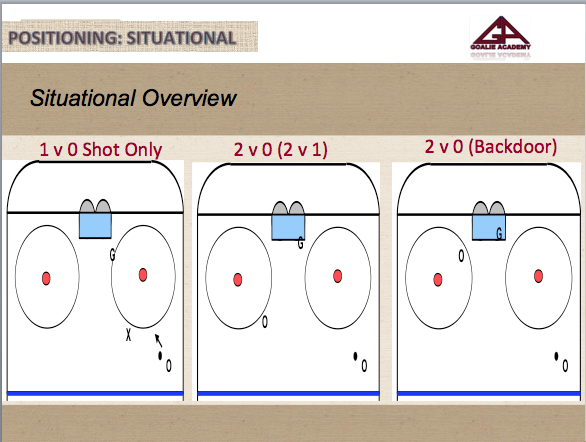 POSITIONING: SITUATIONAL
GOALIE ACADEMY
Situational Overview
1 v 0 Shot Only
2 v 0 (2 v 1)
2 v 0 (Backdoor)
G
X
O
G
O
O
G
O
O